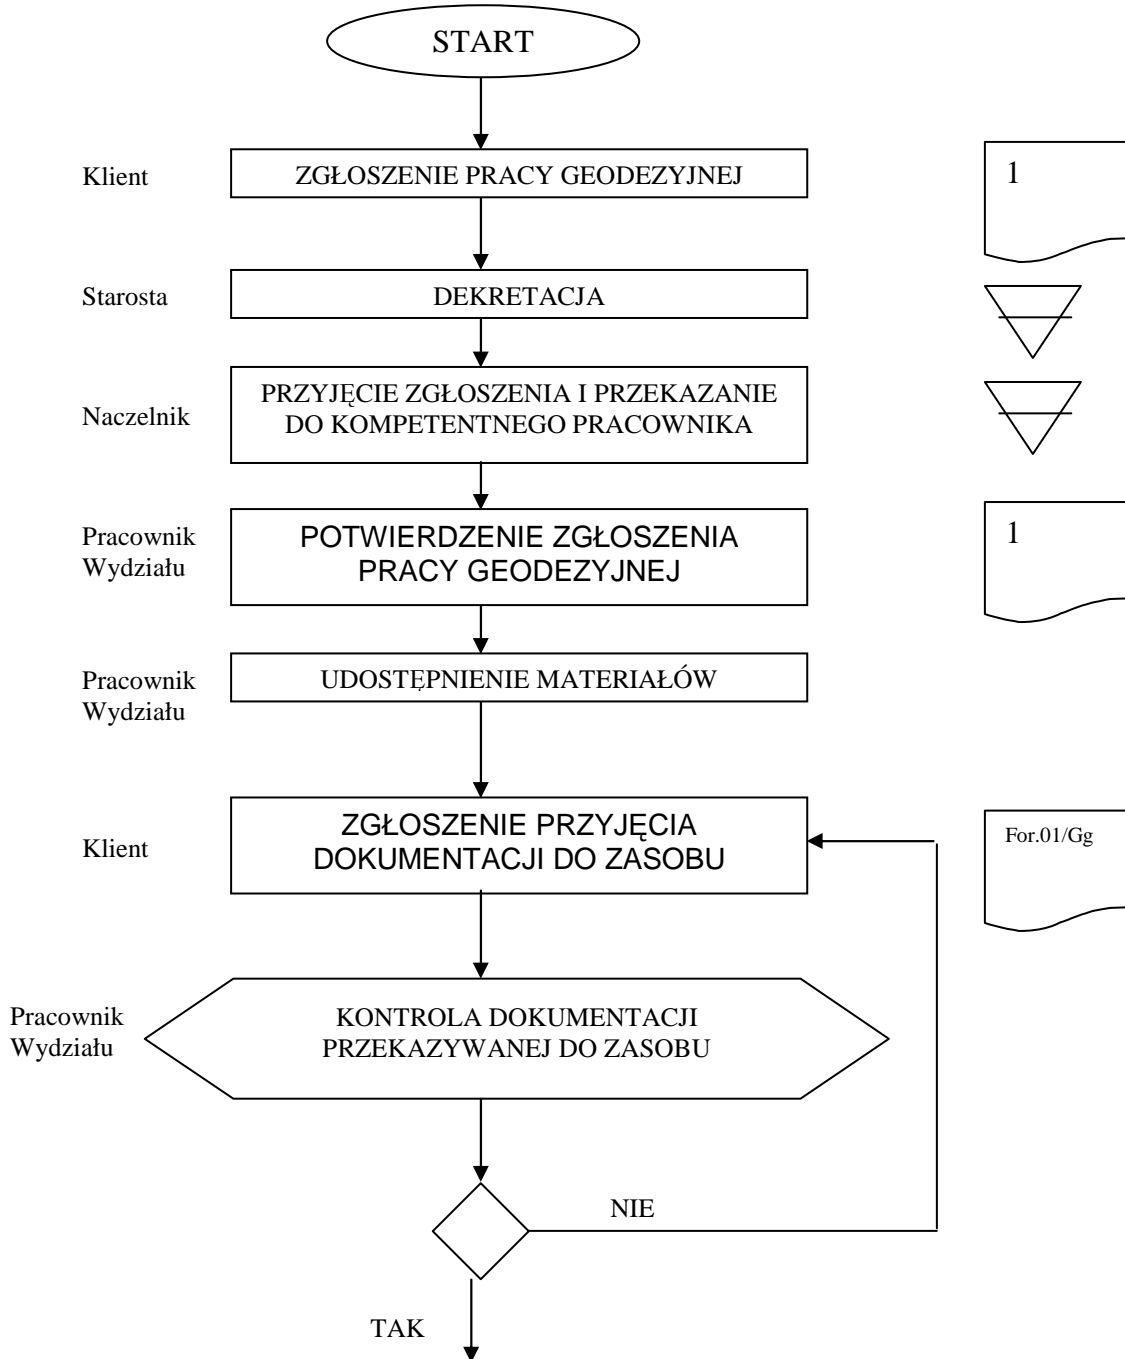 START
Klient
ZGŁOSZENIE PRACY GEODEZYJNEJ
1
Starosta
DEKRETACJA
Naczelnik
PRZYJĘCIE ZGŁOSZENIA I PRZEKAZANIE
DO KOMPETENTNEGO PRACOWNIKA
Pracownik
Wydziału
POTWIERDZENIE ZGŁOSZENIA
PRACY GEODEZYJNEJ
1
Pracownik
Wydziału
UDOSTĘPNIENIE MATERIAŁÓW
Klient
ZGŁOSZENIE PRZYJĘCIA
DOKUMENTACJI DO ZASOBU
For.01/Gg
Pracownik
Wydziału
KONTROLA DOKUMENTACJI
PRZEKAZYWANEJ DO ZASOBU
NIE
TAK